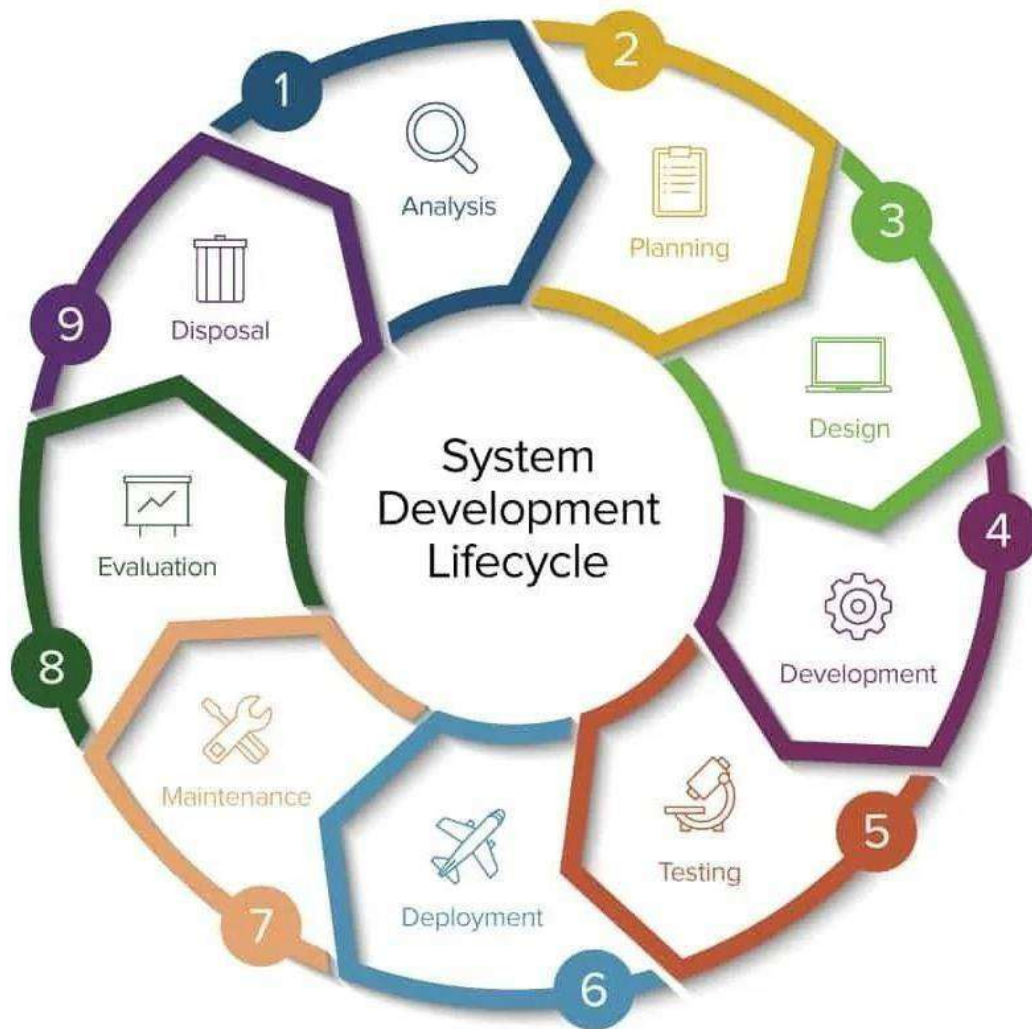 1
Analysis
2
Planning
3
Design
4
Development
5
Testing
6
Deployment
7
Maintenance
8
Evaluation
9
Disposal
System
Development
Lifecycle